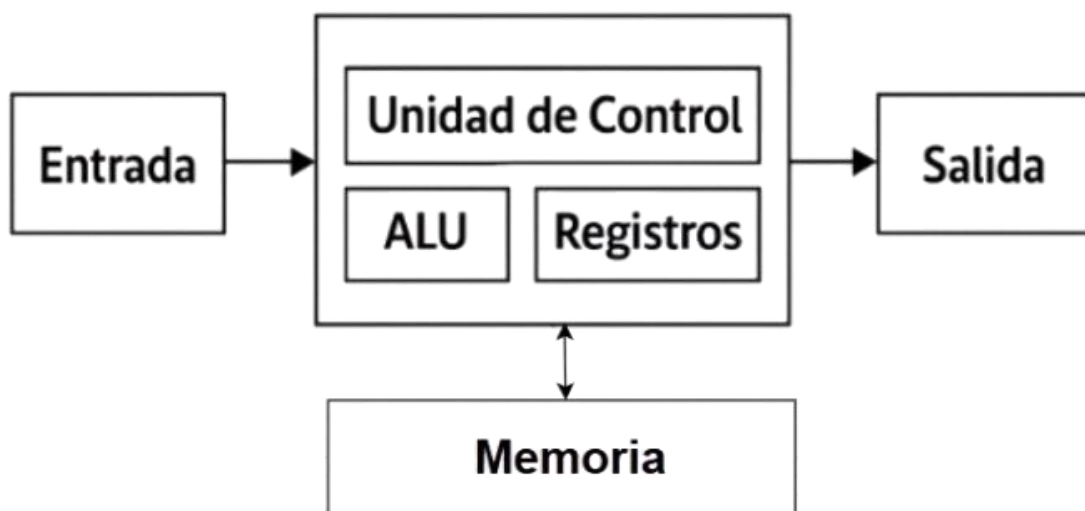 Unidad de Control
Entrada
Salida
ALU
Registros
Memoria